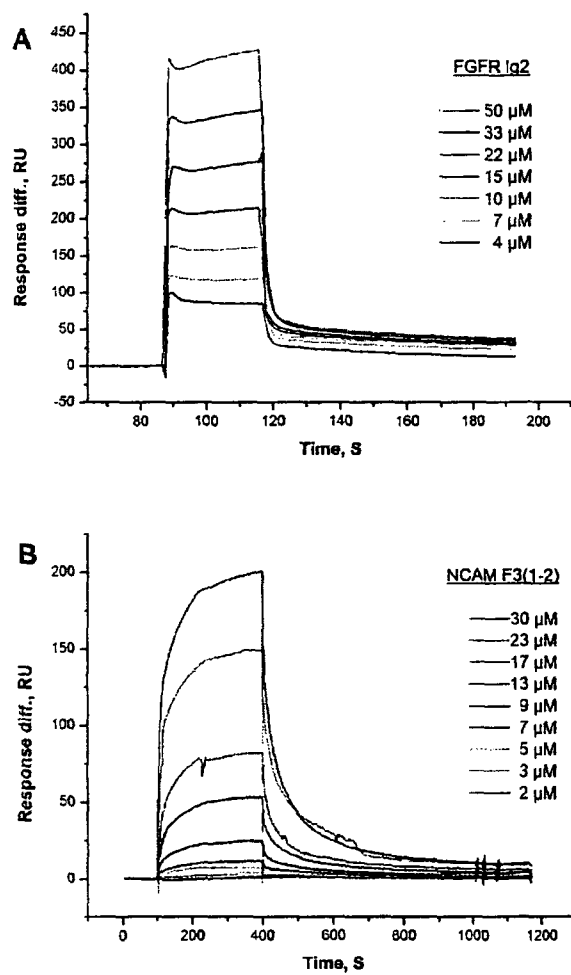 A
FGFR Ig2
450
400
350
300
250
200
150
100
50
0
-50
Response diff., RU
50 µM
33 µM
22 µM
15 µM
10 µM
7 µM
4 µM
80
100
120
140
160
180
200
Time, S
B
NCAM F3(1-2)
200
150
100
50
0
Response diff., RU
30 µM
23 µM
17 µM
13 µM
9 µM
7 µM
5 µM
3 µM
2 µM
0
200
400
600
800
1000
1200
Time, S